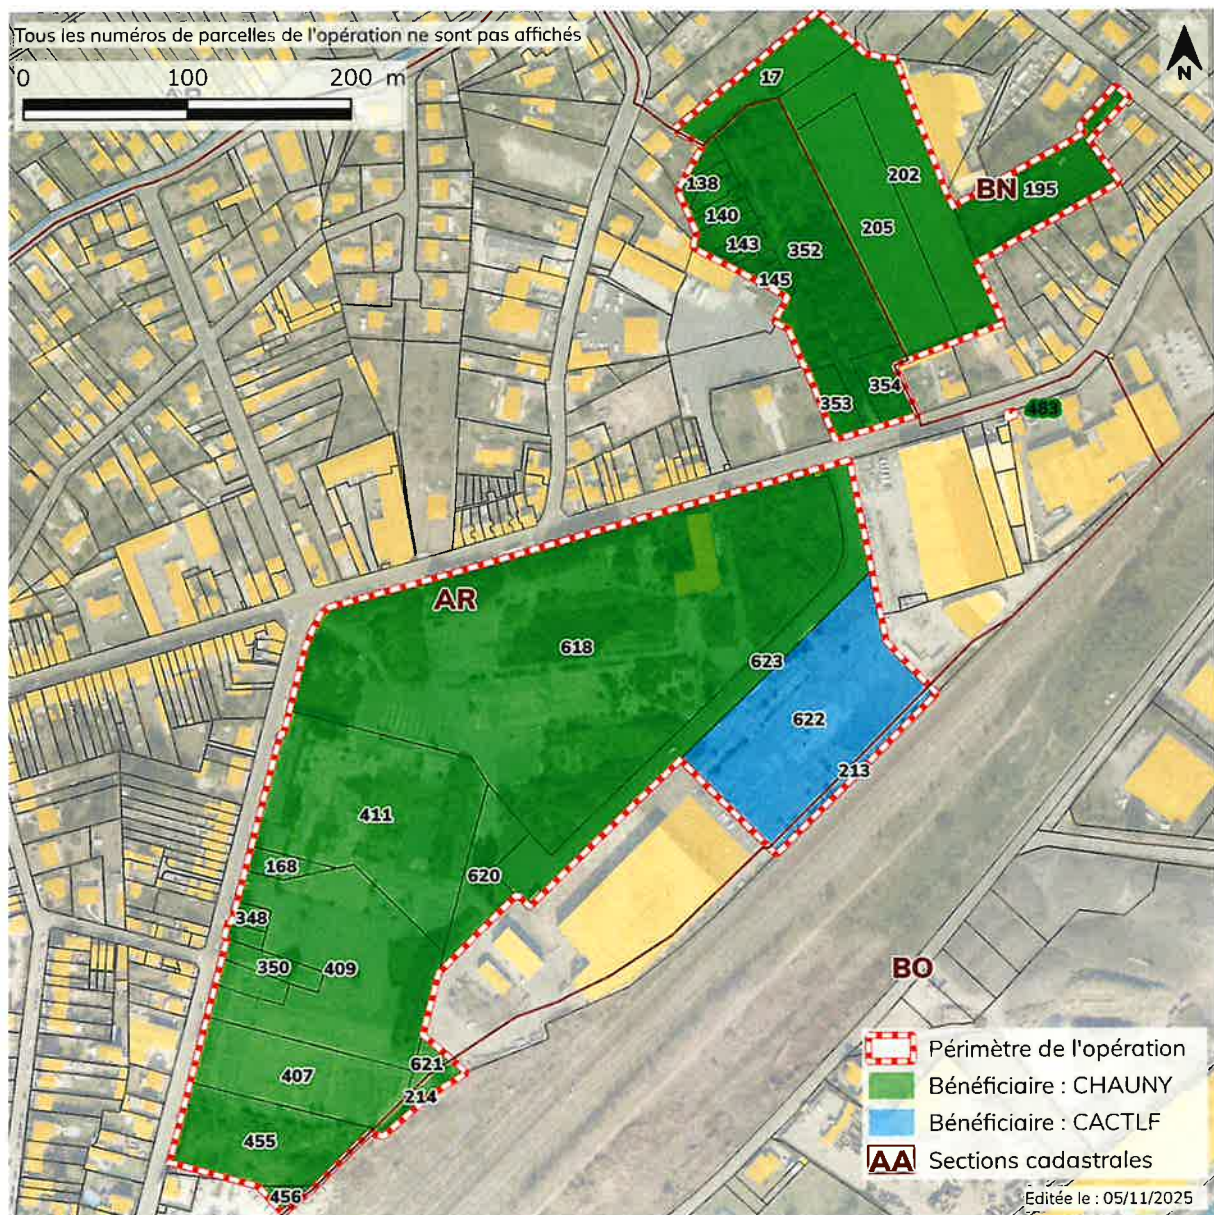 Tous les numéros de parcelles de l'opération ne sont pas affichés
0 100 200 m
N
17
138
202
BN 195
140
205
143
352
145
354
353
483
AR
618
623
622
213
411
168
620
348
350 409
BO
621
407
214
455
456
Périmètre de l'opération
Bénéficiaire : CHAUNY
Bénéficiaire : CACTLF
AA Sections cadastrales
Editée le : 05/11/2025